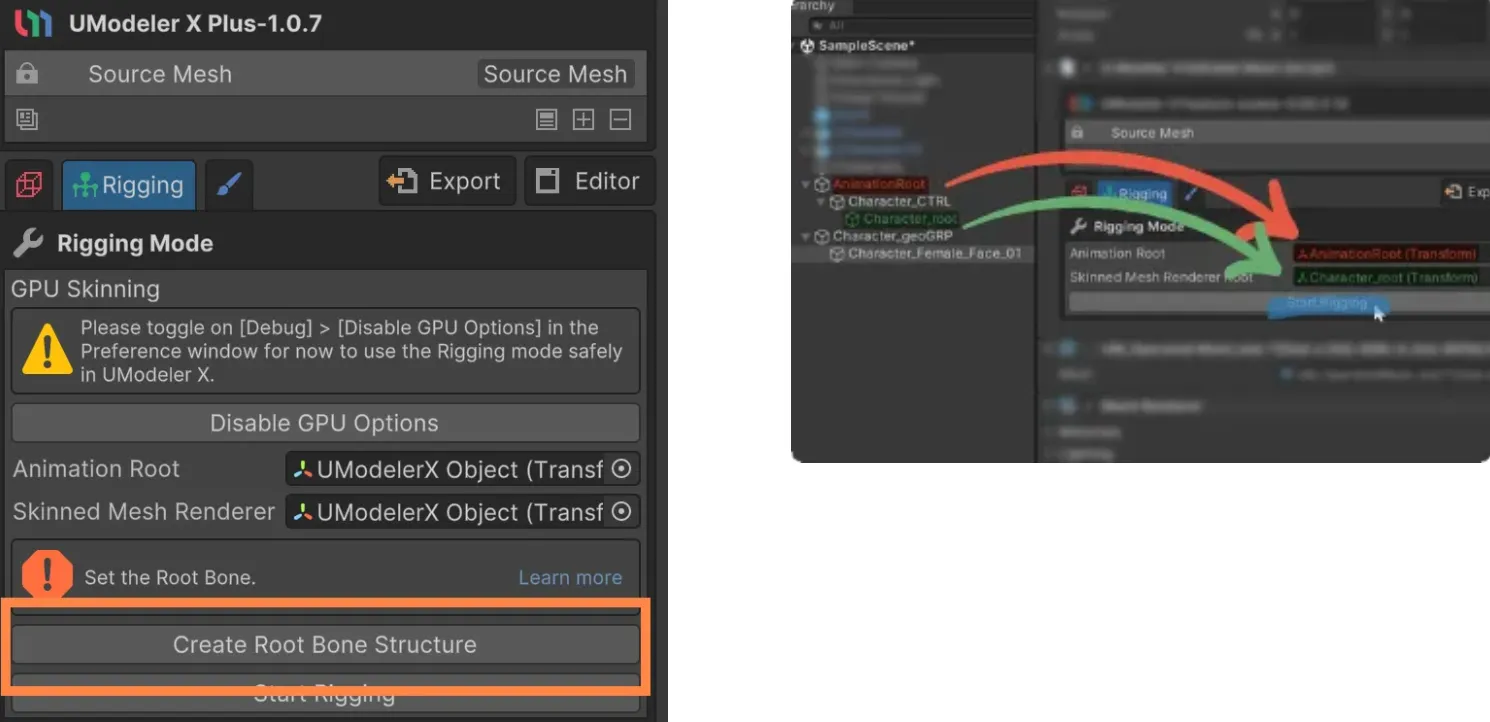 UModeler X Plus-1.0.7
Source Mesh
Source Mesh
Rigging
Export
Editor
Rigging Mode
GPU Skinning
Please toggle on [Debug] > [Disable GPU Options] in the
Preference window for now to use the Rigging mode safely
in UModeler X.
Disable GPU Options
Animation Root
UModelerX Object (Transf
Skinned Mesh Renderer
UModelerX Object (Transf
Set the Root Bone.
Learn more
Create Root Bone Structure
Start Rigging
rarchy
All
SampleScene*
AnimationRoot
Character_CTRL
Character_root
Character_geoGRP
Character_Female_Face_01
Source Mesh
Rigging
Exp
Rigging Mode
Animation Root
AnimationRoot (Transform)
Skinned Mesh Renderer Root
Character_root (Transform)
Start Rigging